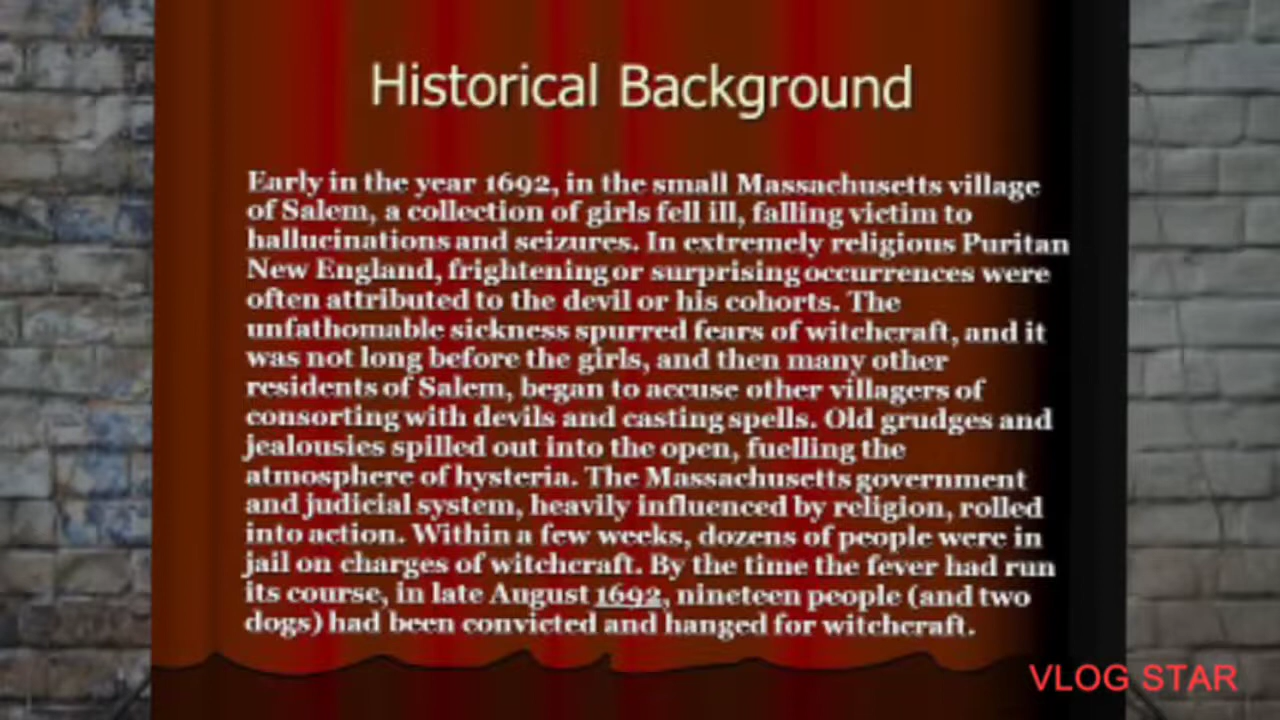 Historical Background
Early in the year 1692, in the small Massachusetts village
of Salem, a collection of girls fell ill, falling victim to
hallucinations and seizures. In extremely religious Puritan
New England, frightening or surprising occurrences were
often attributed to the devil or his cohorts. The
unfathomable sickness spurred fears of witchcraft, and it
was not long before the girls, and then many other
residents of Salem, began to accuse other villagers of
consorting with devils and casting spells. Old grudges and
jealousies spilled out into the open, fuelling the
atmosphere of hysteria. The Massachusetts government
and judicial system, heavily influenced by religion, rolled
into action. Within a few weeks, dozens of people were in
jail on charges of witchcraft. By the time the fever had run
its course, in late August 1692, nineteen people (and two
dogs) had been convicted and hanged for witchcraft.
VLOG STAR